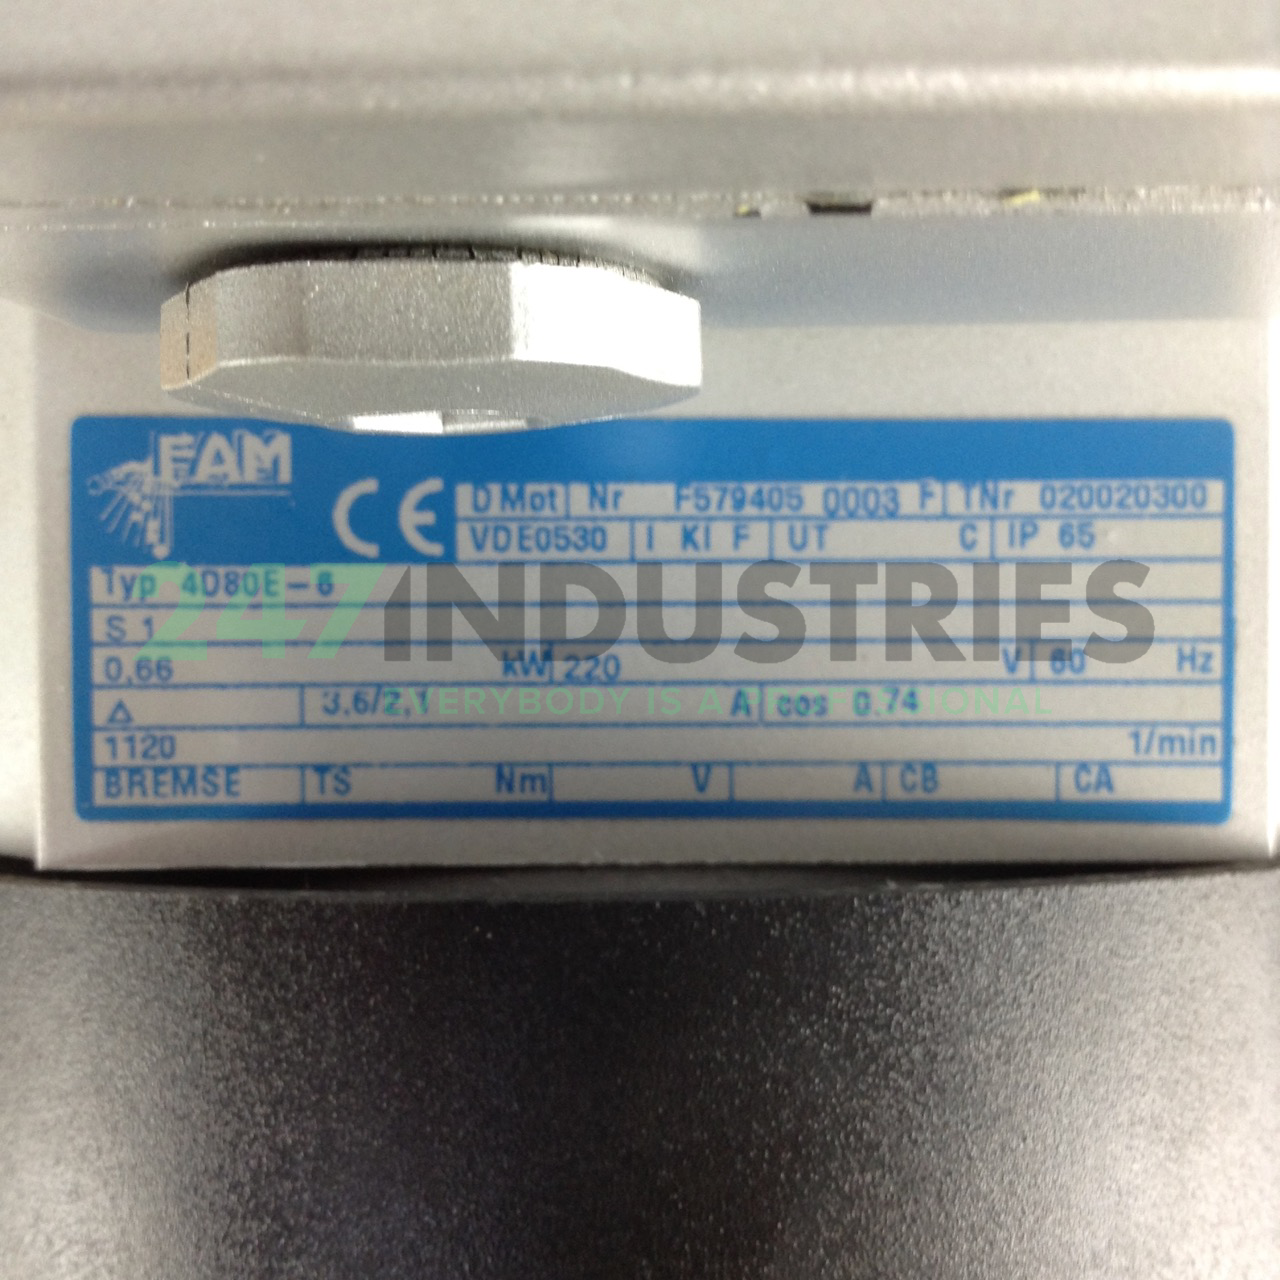 FAM
CE D Mot Nr F579405 0003 F TNr 020020300
VDE0530 I KI F UT C IP 65
Typ 4D80E-6
247INDUSTRIES
S 1
0,66 kW 220 V 60 Hz
Δ 3.6/2,1 A cos 0.74
EVERYBODY IS A PROFESSIONAL
1120 1/min
BREMSE TS Nm V A CB CA